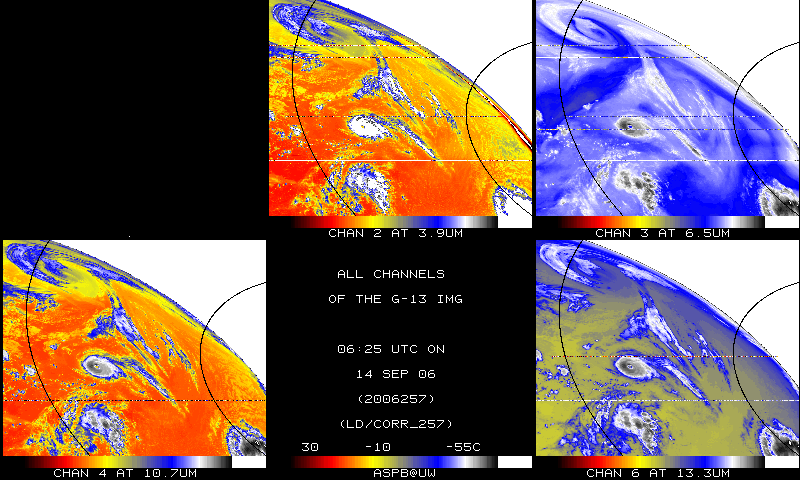 CHAN 2 AT 3.9UM
CHAN 3 AT 6.5UM
ALL CHANNELS
OF THE G-13 IMG
06:25 UTC ON
14 SEP 06
(2006257)
(LD/CORR_257)
30 -10 -55C
CHAN 4 AT 10.7UM
ASPB@UW
CHAN 6 AT 13.3UM